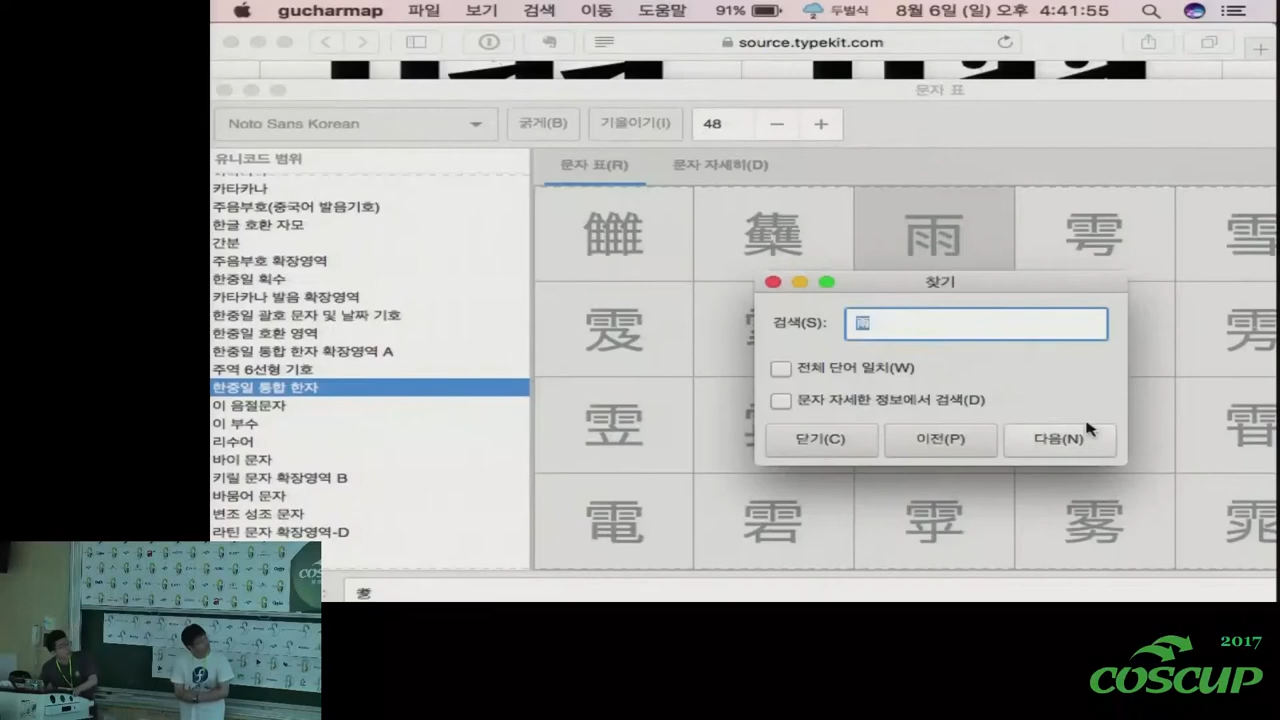 gucharmap 파일 보기 검색 이동 도움말 91% 두벌식 8월 6일 (일) 오후 4:41:55
source.typekit.com
문자 표
Noto Sans Korean 굵게(B) 기울이기(I) 48 − +
유니코드 범위
문자 표(R) 문자 자세히(D)
카타카나
주음부호(중국어 발음기호)
한글 호환 자모
간분
주음부호 확장영역
한중일 획수
카타카나 발음 확장영역
한중일 괄호 문자 및 날짜 기호
한중일 호환 영역
한중일 통합 한자 확장영역 A
주역 6선형 기호
한중일 통합 한자
이 음절문자
이 부수
리수어
바이 문자
키릴 문자 확장영역 B
바뭄어 문자
변조 성조 문자
라틴 문자 확장영역-D
雨 雩 雪
찾기
검색(S): 雨
전체 단어 일치(W)
문자 자세한 정보에서 검색(D)
닫기(C) 이전(P) 다음(N)
電 雵 雺
2017
COSCUP